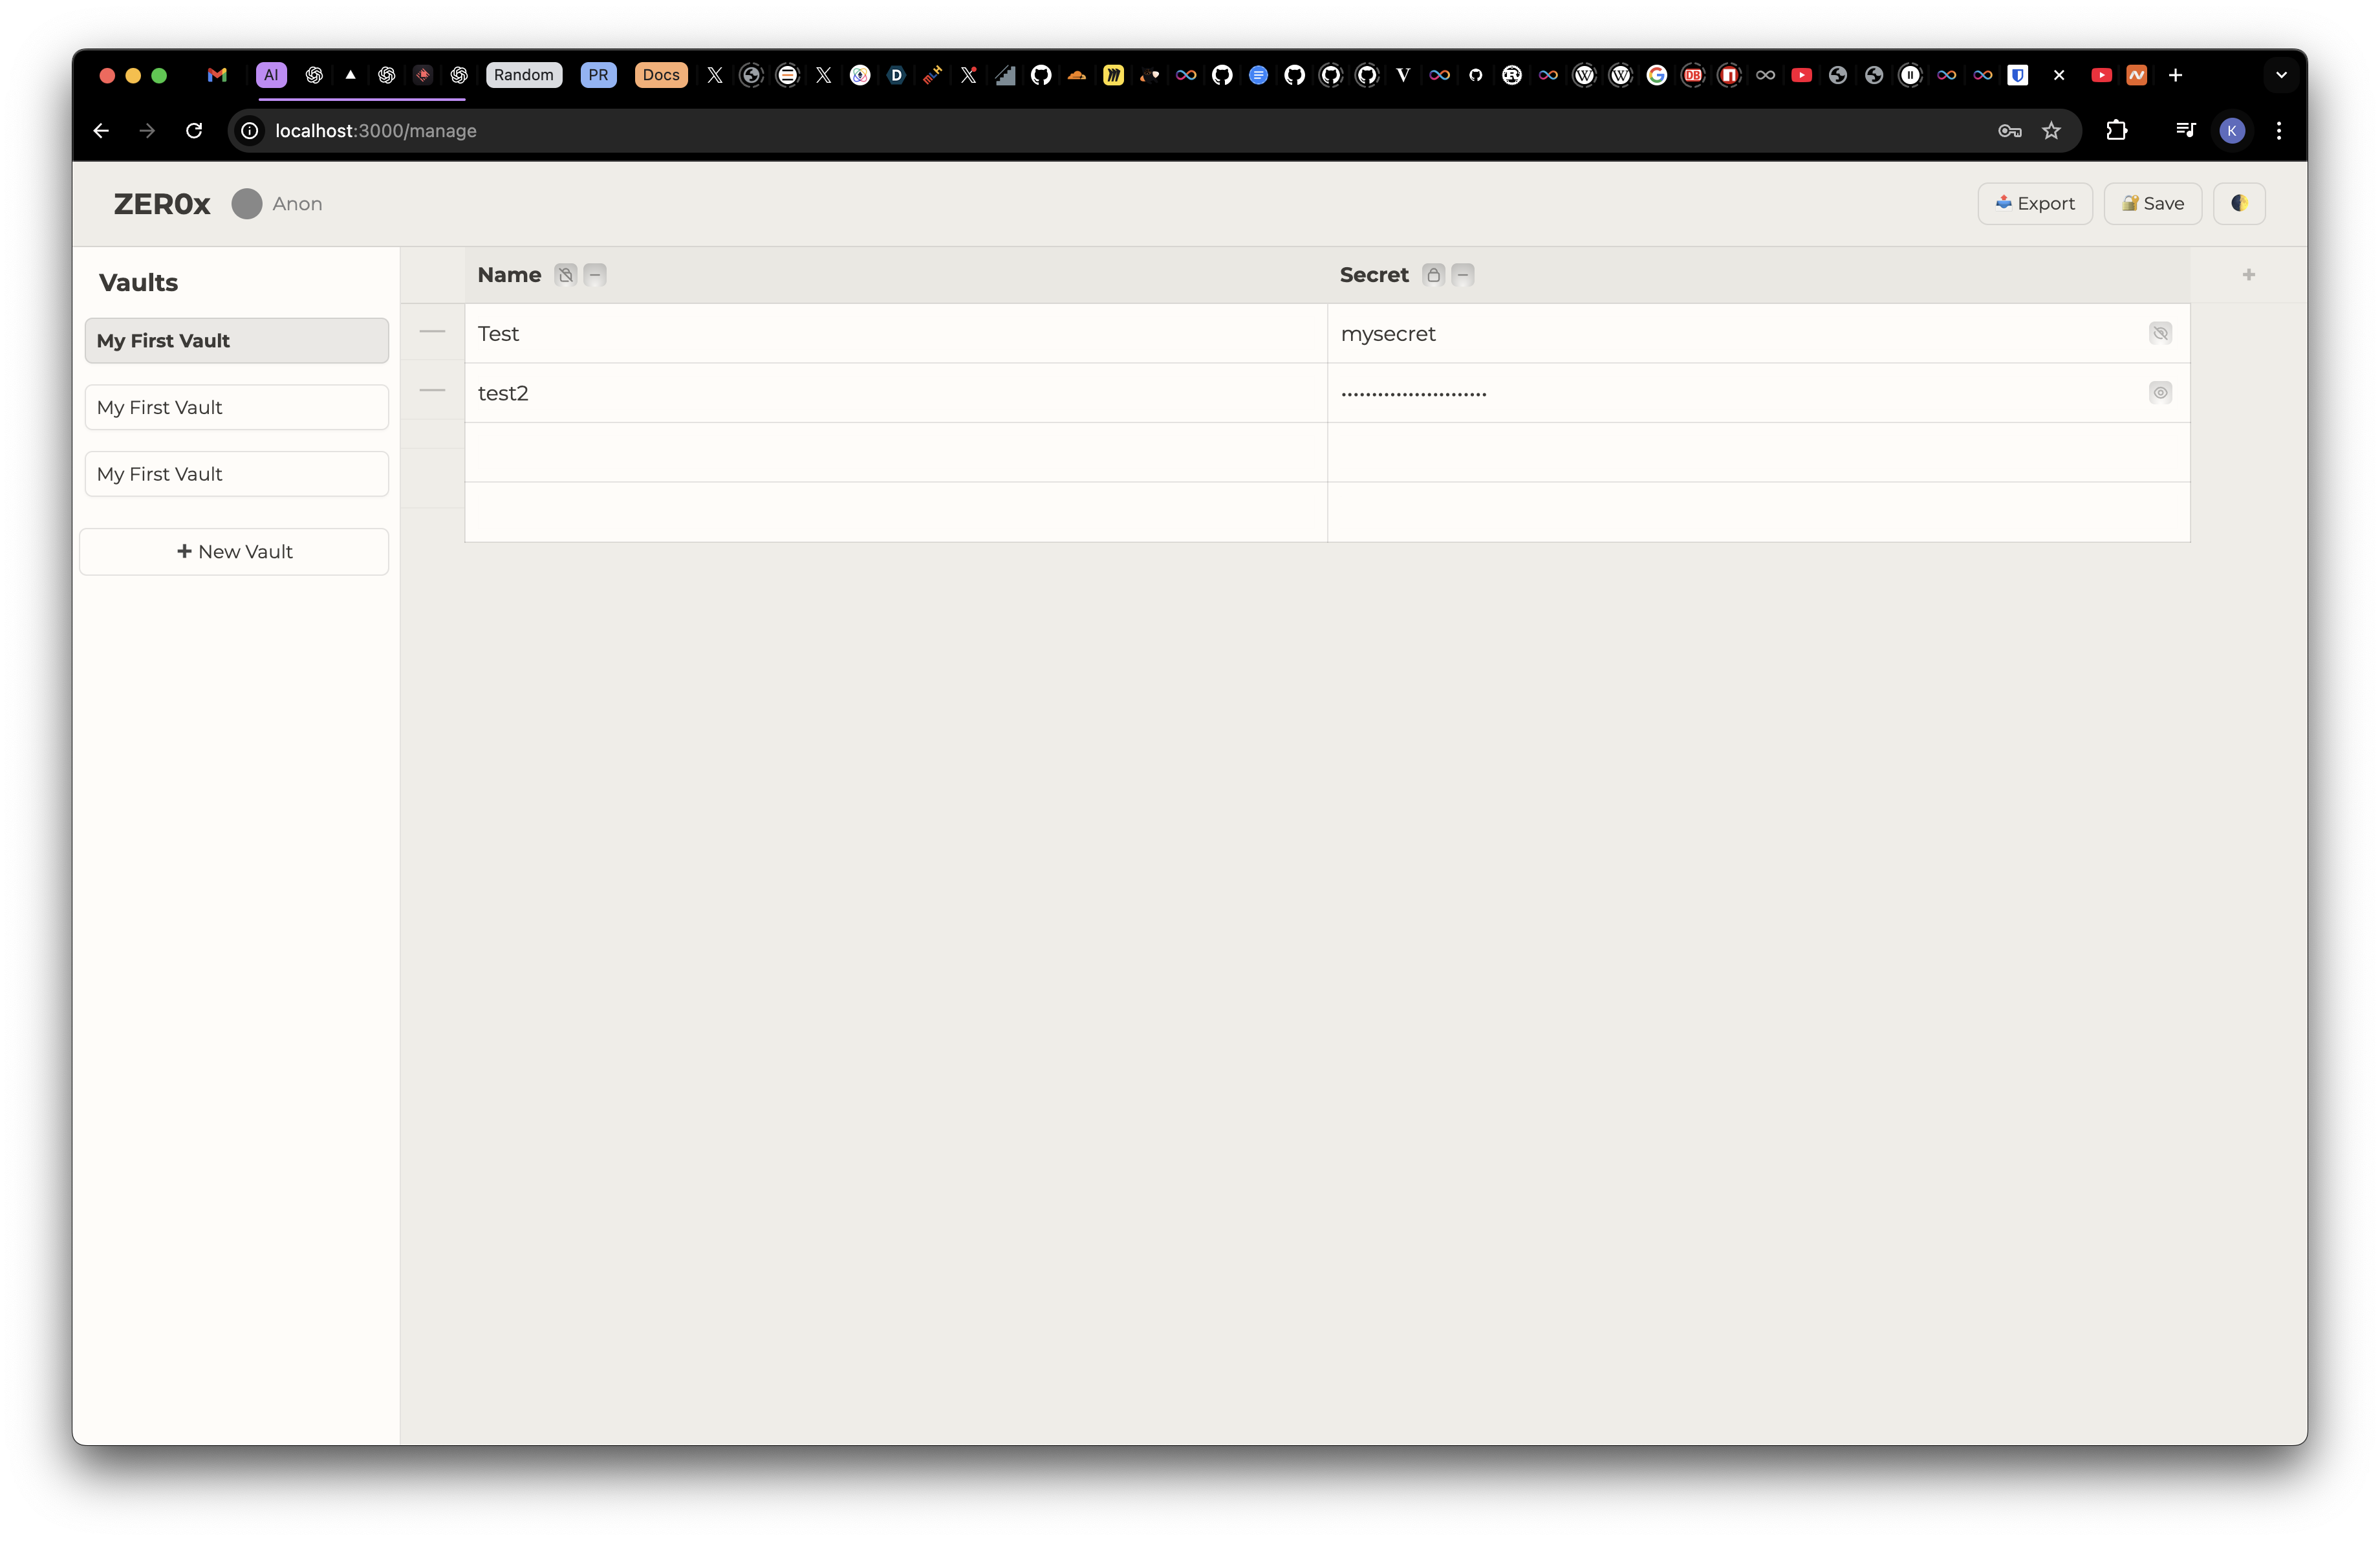 AI Random PR Docs
localhost:3000/manage
K
ZER0x Anon Export Save
Vaults
My First Vault
My First Vault
My First Vault
New Vault
Name Secret
Test mysecret
test2 ••••••••••••••••••••••••